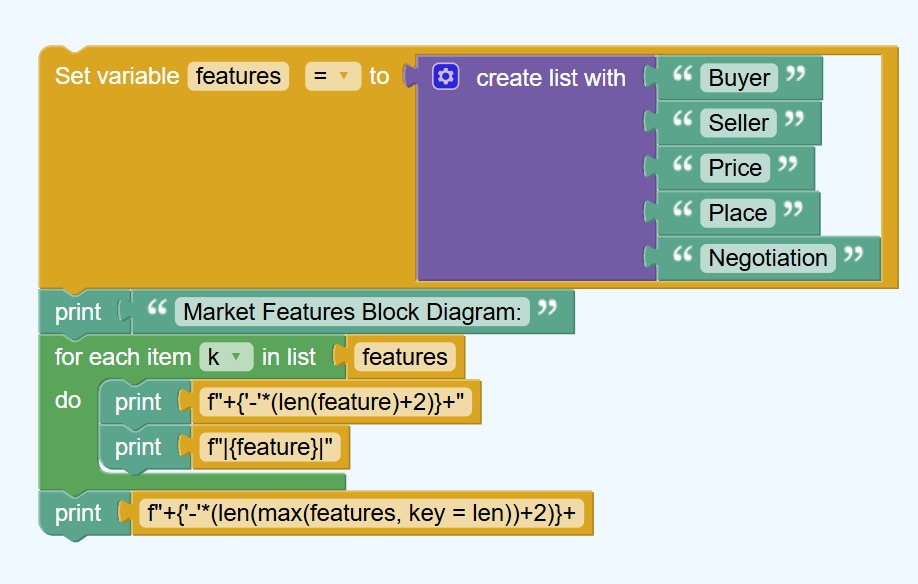 Set variable features = to create list with “ Buyer ”
“ Seller ”
“ Price ”
“ Place ”
“ Negotiation ”
print “ Market Features Block Diagram: ”
for each item k in list features
do print f"+{'-'*(len(feature)+2)}+"
print f"|{feature}|"
print f"+{'-'*(len(max(features, key = len))+2)}+